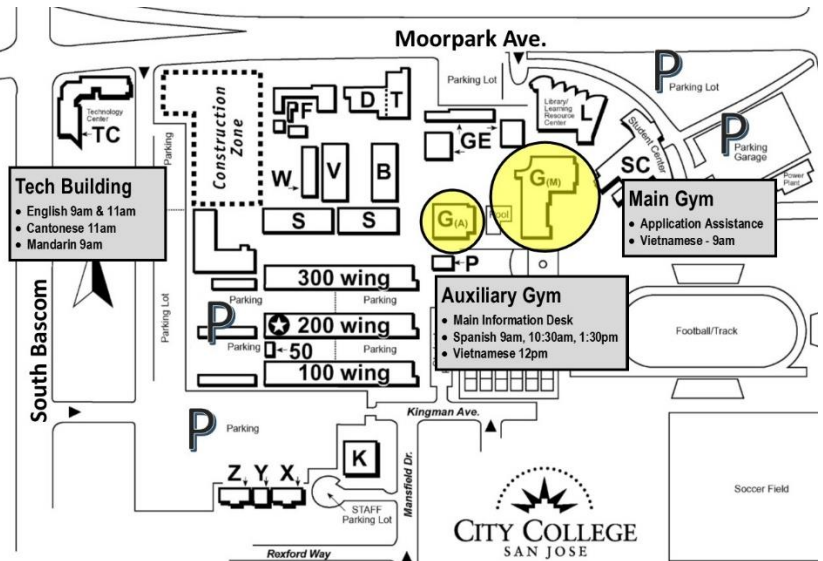 Moorpark Ave.
Parking Lot
P
Parking Lot
Technology
Center
TC
Parking
Construction
Zone
PF
D
T
GE
Library/
Learning
Resource
Center
L
Student Center
SC
P
Parking
Garage
Power
Plant
W
V
B
S
S
G(A)
Pool
G(M)
P
Tech Building
• English 9am & 11am
• Cantonese 11am
• Mandarin 9am
Main Gym
• Application Assistance
• Vietnamese - 9am
Auxiliary Gym
• Main Information Desk
• Spanish 9am, 10:30am, 1:30pm
• Vietnamese 12pm
South Bascom
Parking Lot
300 wing
Parking
Parking
P
200 wing
Parking
50
Parking
100 wing
Football/Track
Kingman Ave.
P
Parking
K
Mansfield Dr.
Z
Y
X
STAFF
Parking Lot
Rexford Way
Soccer Field
CITY COLLEGE
SAN JOSE